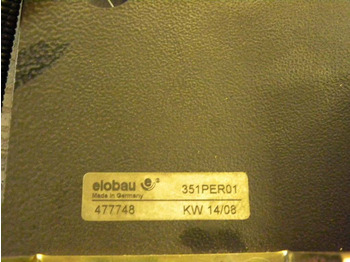 elobau e s 351PER01
Made in Germany
477748 KW 14/08